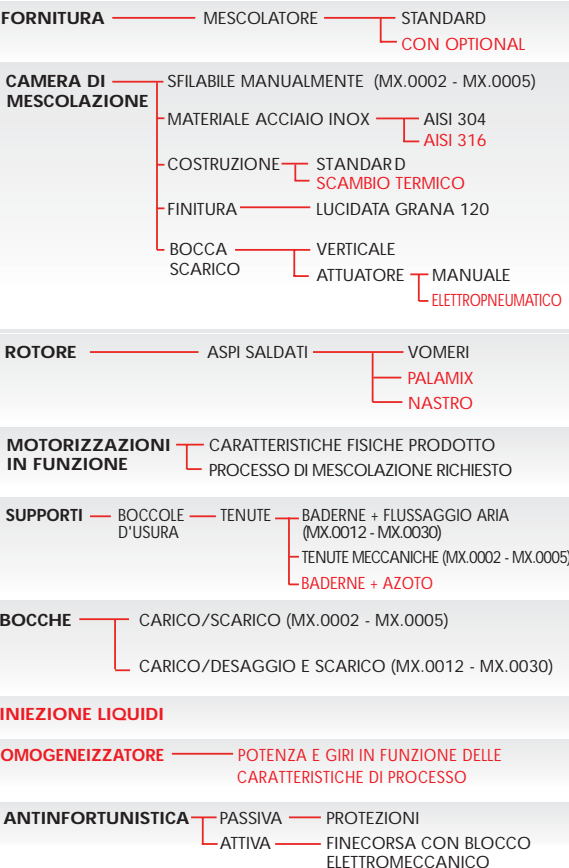 FORNITURA MESCOLATORE STANDARD
CON OPTIONAL
CAMERA DI SFILABILE MANUALMENTE (MX.0002 - MX.0005)
MESCOLAZIONE
MATERIALE ACCIAIO INOX AISI 304
AISI 316
COSTRUZIONE STANDARD
SCAMBIO TERMICO
FINITURA LUCIDATA GRANA 120
BOCCA VERTICALE
SCARICO ATTUATORE MANUALE
ELETTROPNEUMATICO
ROTORE ASPI SALDATI VOMERI
PALAMIX
NASTRO
MOTORIZZAZIONI CARATTERISTICHE FISICHE PRODOTTO
IN FUNZIONE PROCESSO DI MESCOLAZIONE RICHIESTO
SUPPORTI BOCCOLE TENUTE BADERNE + FLUSSAGGIO ARIA
D'USURA (MX.0012 - MX.0030)
TENUTE MECCANICHE (MX.0002 - MX.0005)
BADERNE + AZOTO
BOCCHE CARICO/SCARICO (MX.0002 - MX.0005)
CARICO/DESAGGIO E SCARICO (MX.0012 - MX.0030)
INIEZIONE LIQUIDI
OMOGENEIZZATORE POTENZA E GIRI IN FUNZIONE DELLE
CARATTERISTICHE DI PROCESSO
ANTINFORTUNISTICA PASSIVA PROTEZIONI
ATTIVA FINECORSA CON BLOCCO
ELETTROMECCANICO